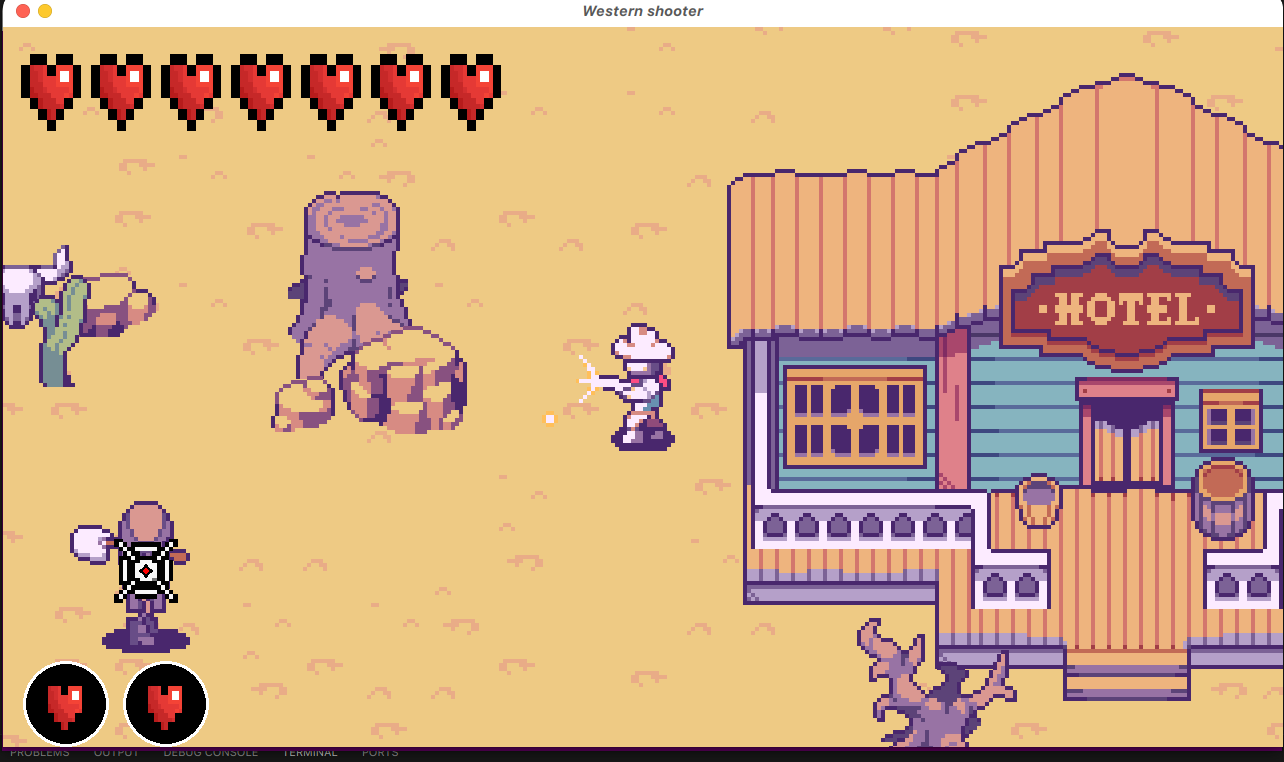 Western shooter
· HOTEL ·
PROBLEMS OUTPUT DEBUG CONSOLE TERMINAL PORTS